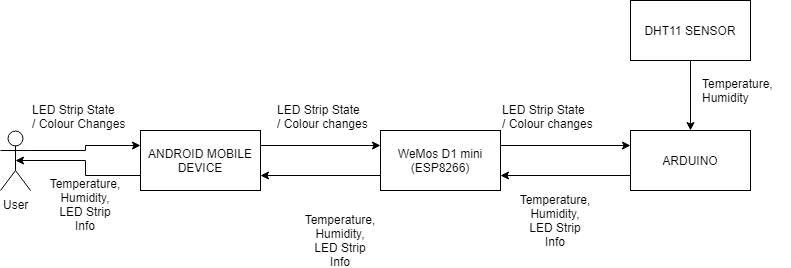 DHT11 SENSOR
Temperature,
Humidity
LED Strip State
/ Colour Changes
LED Strip State
/ Colour changes
LED Strip State
/ Colour changes
ANDROID MOBILE
DEVICE
WeMos D1 mini
(ESP8266)
ARDUINO
User
Temperature,
Humidity,
LED Strip
Info
Temperature,
Humidity,
LED Strip
Info
Temperature,
Humidity,
LED Strip
Info